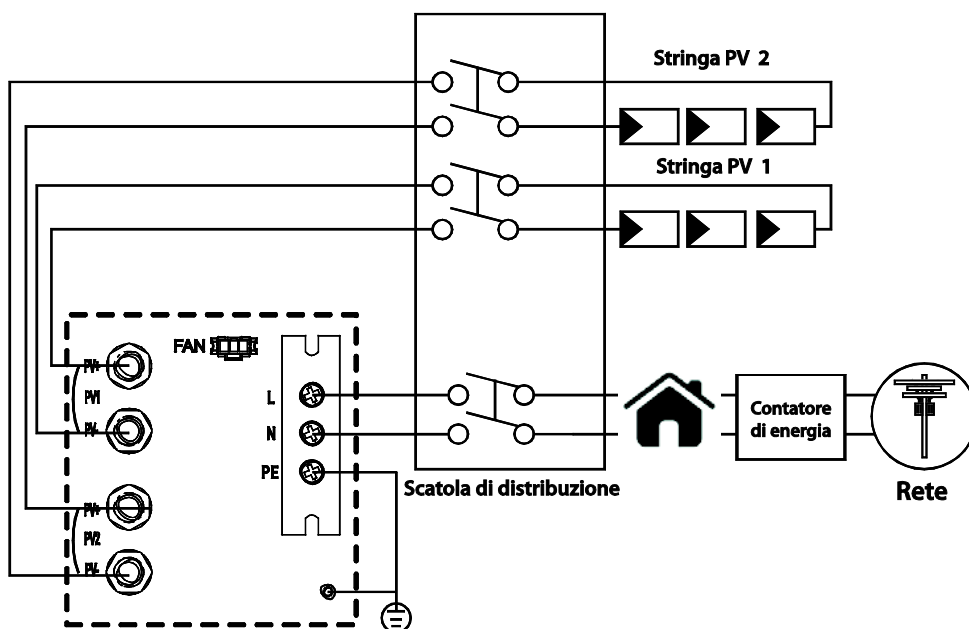 Stringa PV 2
Stringa PV 1
FAN
PV+
PV1
PV-
PV+
PV2
PV-
L
N
PE
Scatola di distribuzione
Contatore
di energia
Rete